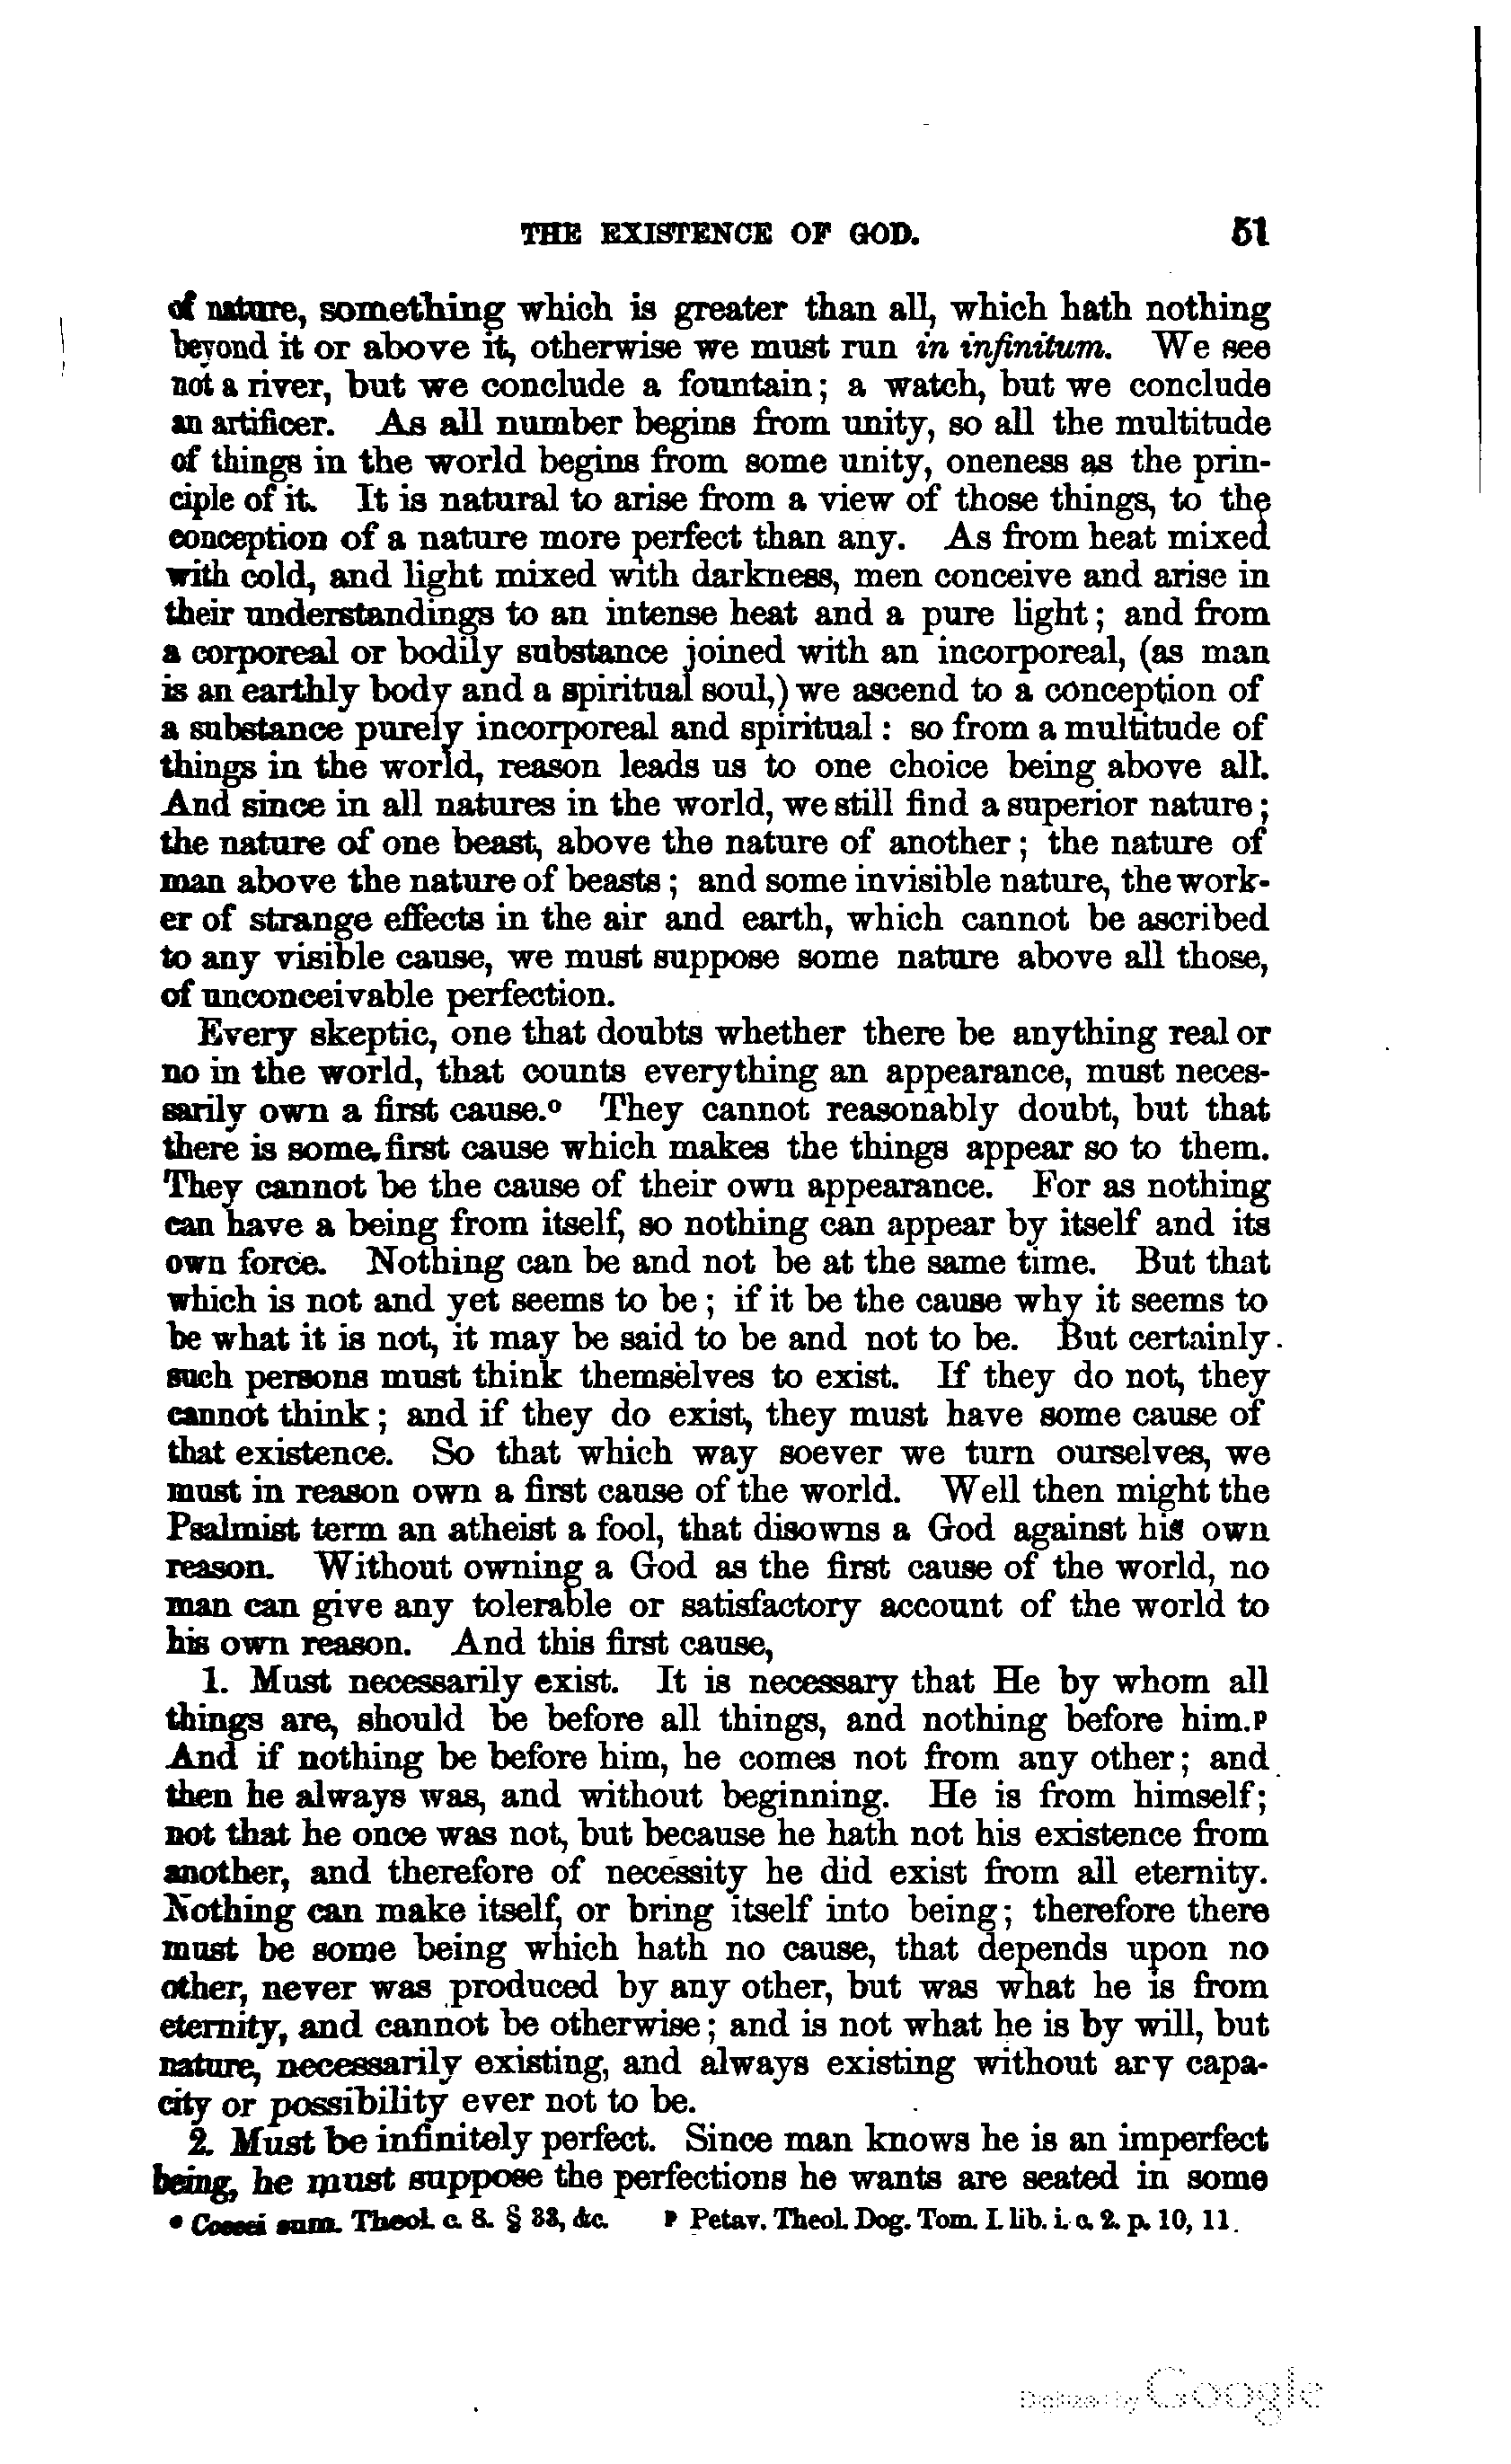 THE EXISTENCE OF GOD. 51
of nature, something which is greater than all, which hath nothing
beyond it or above it, otherwise we must run in infinitum. We see
not a river, but we conclude a fountain; a watch, but we conclude
an artificer. As all number begins from unity, so all the multitude
of things in the world begins from some unity, oneness as the prin-
ciple of it. It is natural to arise from a view of those things, to the
conception of a nature more perfect than any. As from heat mixed
with cold, and light mixed with darkness, men conceive and arise in
their understandings to an intense heat and a pure light; and from
a corporeal or bodily substance joined with an incorporeal, (as man
is an earthly body and a spiritual soul,) we ascend to a conception of
a substance purely incorporeal and spiritual: so from a multitude of
things in the world, reason leads us to one choice being above all.
And since in all natures in the world, we still find a superior nature;
the nature of one beast, above the nature of another; the nature of
man above the nature of beasts; and some invisible nature, the work-
er of strange effects in the air and earth, which cannot be ascribed
to any visible cause, we must suppose some nature above all those,
of unconceivable perfection.
Every skeptic, one that doubts whether there be anything real or
no in the world, that counts everything an appearance, must neces-
sarily own a first cause.o They cannot reasonably doubt, but that
there is some first cause which makes the things appear so to them.
They cannot be the cause of their own appearance. For as nothing
can have a being from itself, so nothing can appear by itself and its
own force. Nothing can be and not be at the same time. But that
which is not and yet seems to be; if it be the cause why it seems to
be what it is not, it may be said to be and not to be. But certainly
such persons must think themselves to exist. If they do not, they
cannot think; and if they do exist, they must have some cause of
that existence. So that which way soever we turn ourselves, we
must in reason own a first cause of the world. Well then might the
Psalmist term an atheist a fool, that disowns a God against his own
reason. Without owning a God as the first cause of the world, no
man can give any tolerable or satisfactory account of the world to
his own reason. And this first cause,
1. Must necessarily exist. It is necessary that He by whom all
things are, should be before all things, and nothing before him.p
And if nothing be before him, he comes not from any other; and
then he always was, and without beginning. He is from himself;
not that he once was not, but because he hath not his existence from
another, and therefore of necessity he did exist from all eternity.
Nothing can make itself, or bring itself into being; therefore there
must be some being which hath no cause, that depends upon no
other, never was produced by any other, but was what he is from
eternity, and cannot be otherwise; and is not what he is by will, but
nature, necessarily existing, and always existing without any capa-
city or possibility ever not to be.
2. Must be infinitely perfect. Since man knows he is an imperfect
being, he must suppose the perfections he wants are seated in some
o Coccei sum. Theol. c. 8. § 33, &c. p Petav. Theol. Dog. Tom. I. lib. i. c. 2. p. 10, 11.
Digitized by Google